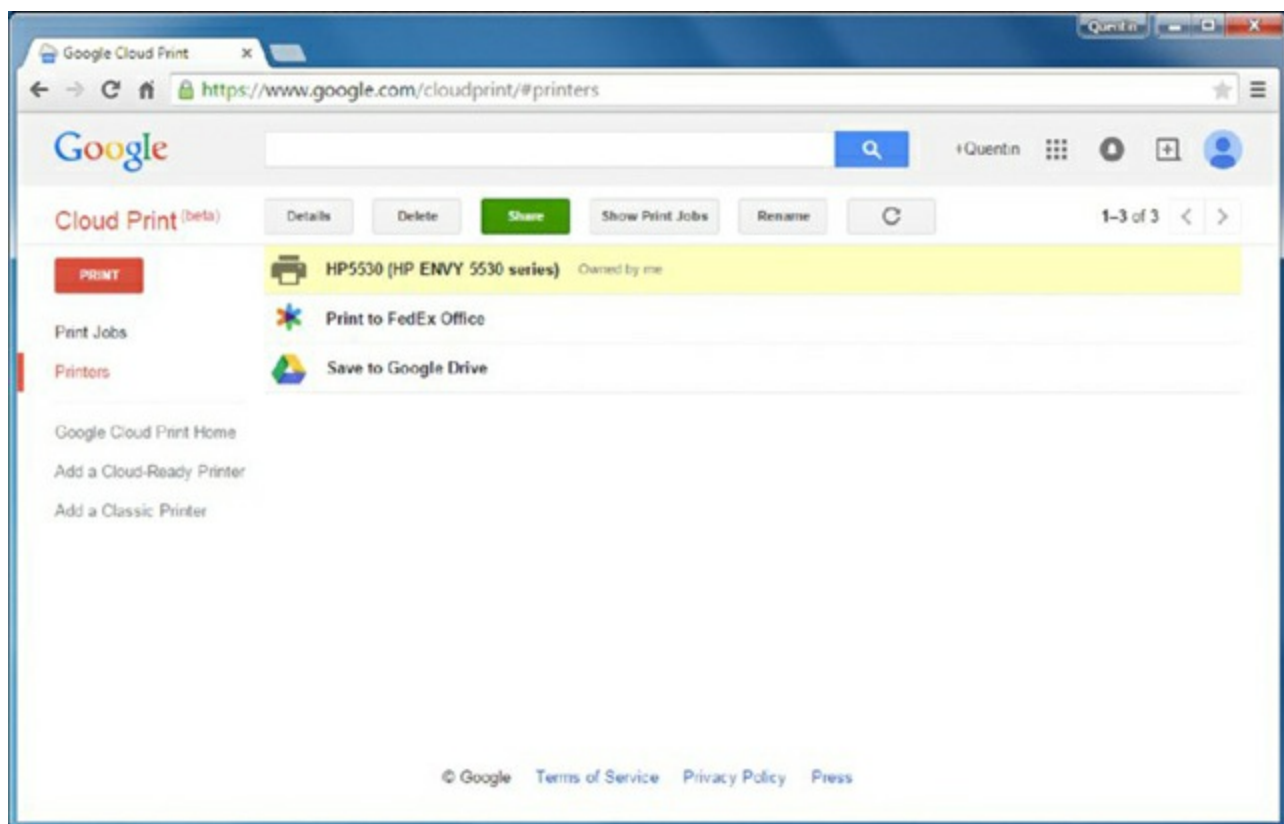 Quentin
Google Cloud Print
https://www.google.com/cloudprint/#printers
Google
+Quentin
Cloud Print (beta)
Details
Delete
Share
Show Print Jobs
Rename
1–3 of 3
PRINT
HP5530 (HP ENVY 5530 series) Owned by me
Print to FedEx Office
Print Jobs
Save to Google Drive
Printers
Google Cloud Print Home
Add a Cloud-Ready Printer
Add a Classic Printer
© Google Terms of Service Privacy Policy Press